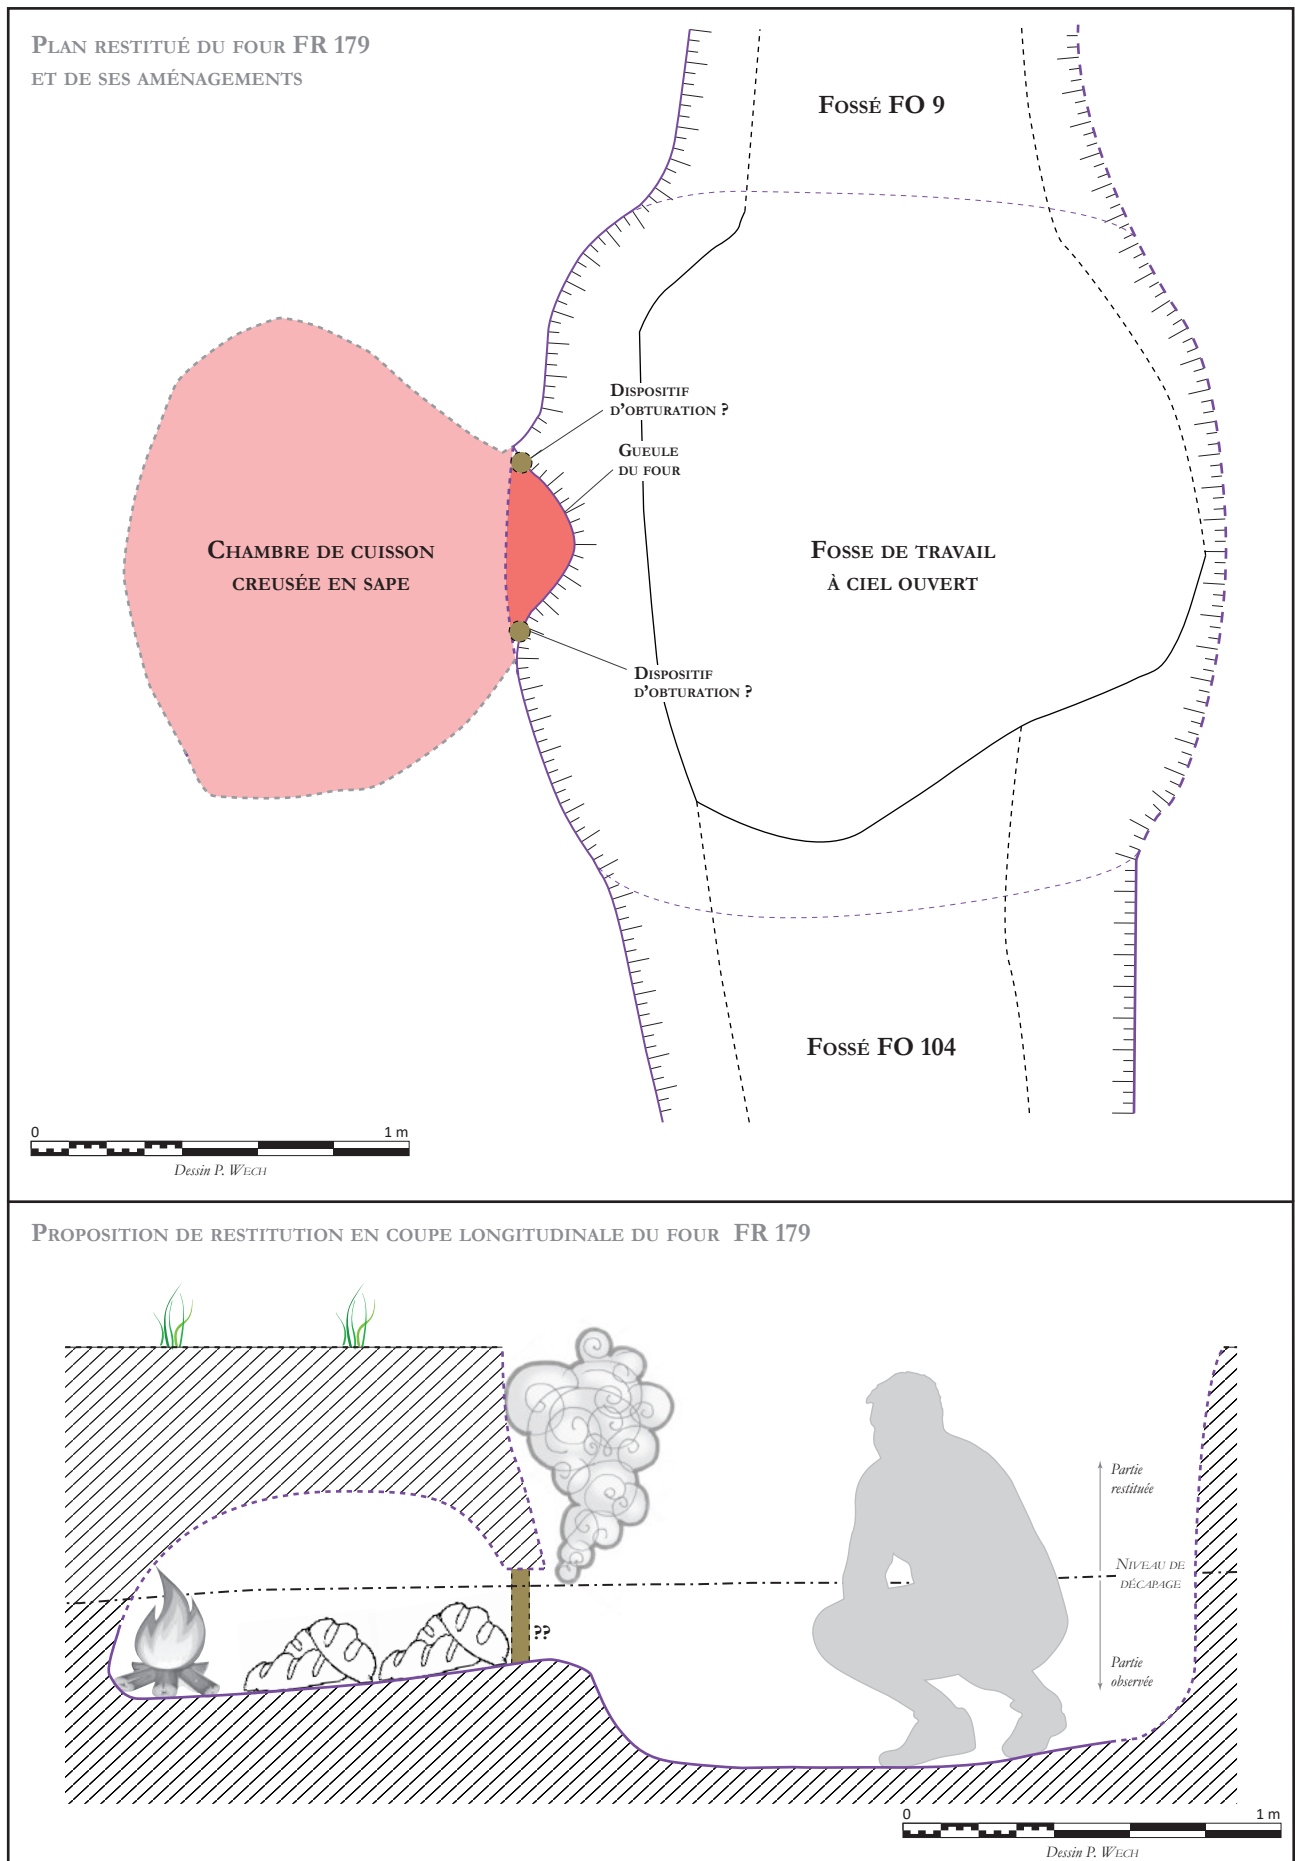 Plan restitué du four FR 179
et de ses aménagements
Fossé FO 9
Dispositif
d'obturation ?
Gueule
du four
Chambre de cuisson
creusée en sape
Fosse de travail
à ciel ouvert
Dispositif
d'obturation ?
Fossé FO 104
0 1 m
Dessin P. Wech
Proposition de restitution en coupe longitudinale du four FR 179
Partie
restituée
Niveau de
décapage
??
Partie
observée
0 1 m
Dessin P. Wech